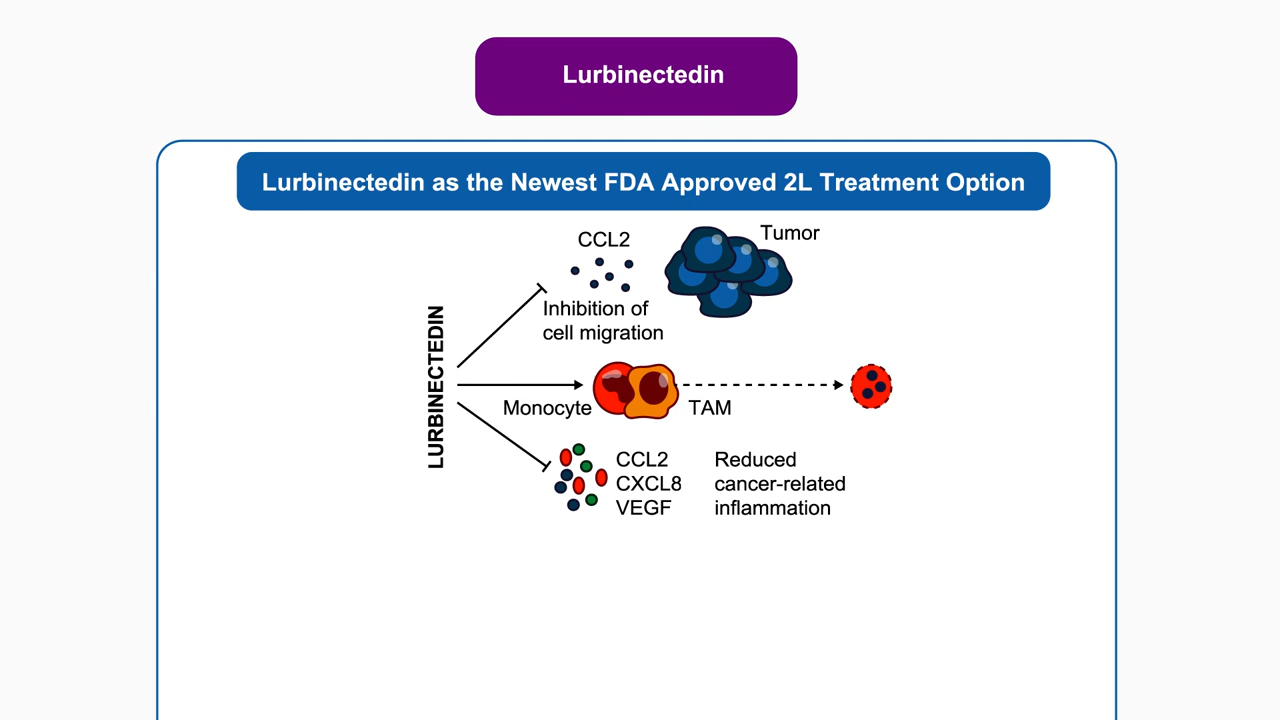 Lurbinectedin
Lurbinectedin as the Newest FDA Approved 2L Treatment Option
CCL2
Tumor
Inhibition of
cell migration
LURBINECTEDIN
Monocyte
TAM
CCL2
CXCL8
VEGF
Reduced
cancer-related
inflammation